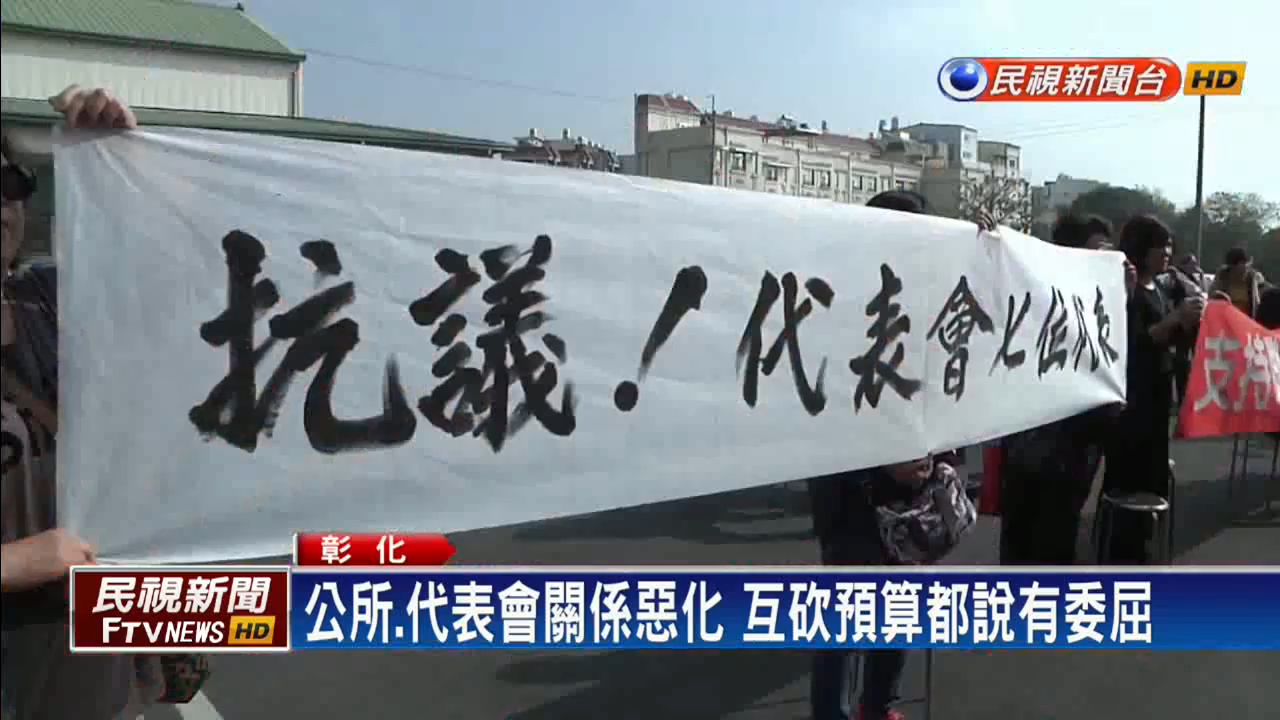 民視新聞台 HD
抗議！代表會七位代表
支持
彰化
民視新聞
FTVNEWS HD
公所.代表會關係惡化 互砍預算都說有委屈